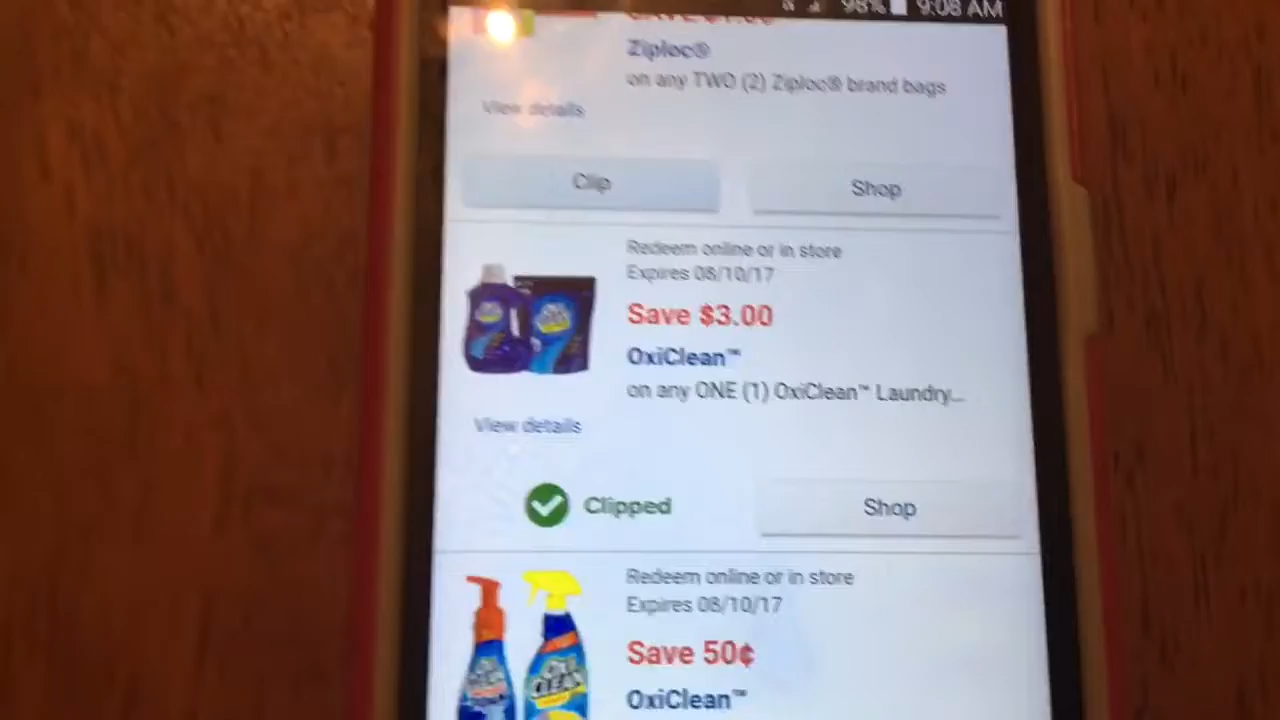 98% 9:08 AM
Ziploc®
on any TWO (2) Ziploc® brand bags
View details
Clip
Shop
Redeem online or in store
Expires 08/10/17
Save $3.00
OxiClean™
on any ONE (1) OxiClean™ Laundry...
View details
Clipped
Shop
Redeem online or in store
Expires 08/10/17
Save 50¢
OxiClean™
OXI
CLEAN